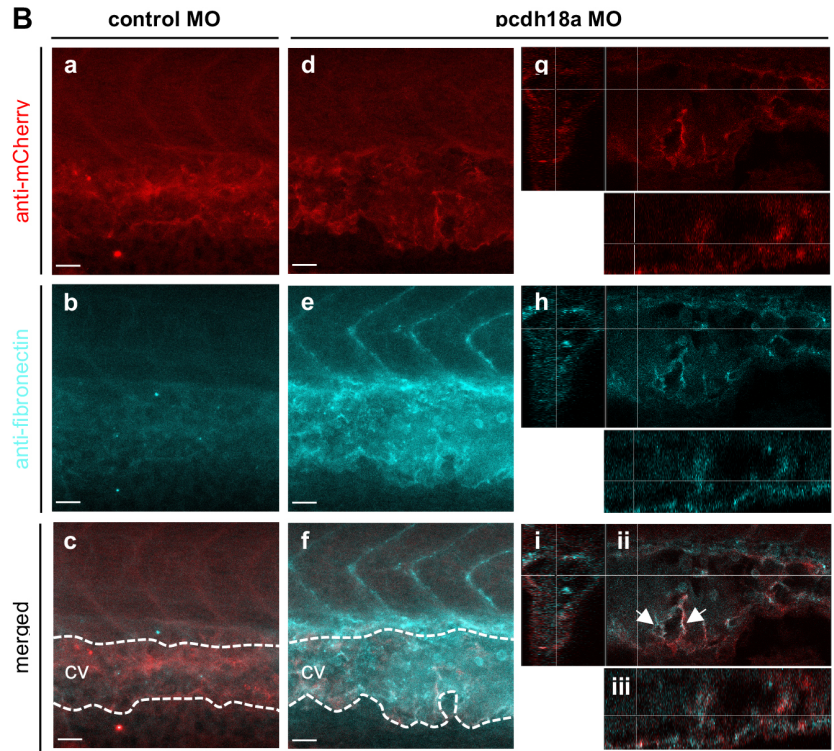 B
control MO
pcdh18a MO
anti-mCherry
a
d
g
anti-fibronectin
b
e
h
merged
c
f
i
ii
CV
CV
iii